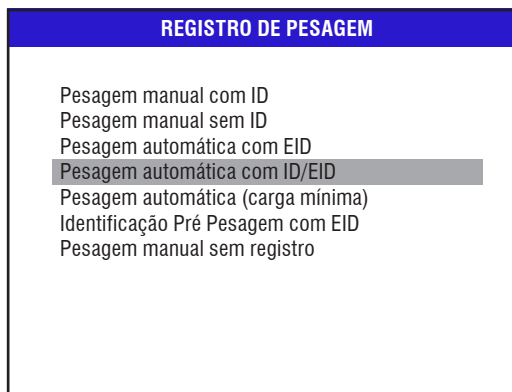 REGISTRO DE PESAGEM
Pesagem manual com ID
Pesagem manual sem ID
Pesagem automática com EID
Pesagem automática com ID/EID
Pesagem automática (carga mínima)
Identificação Pré Pesagem com EID
Pesagem manual sem registro